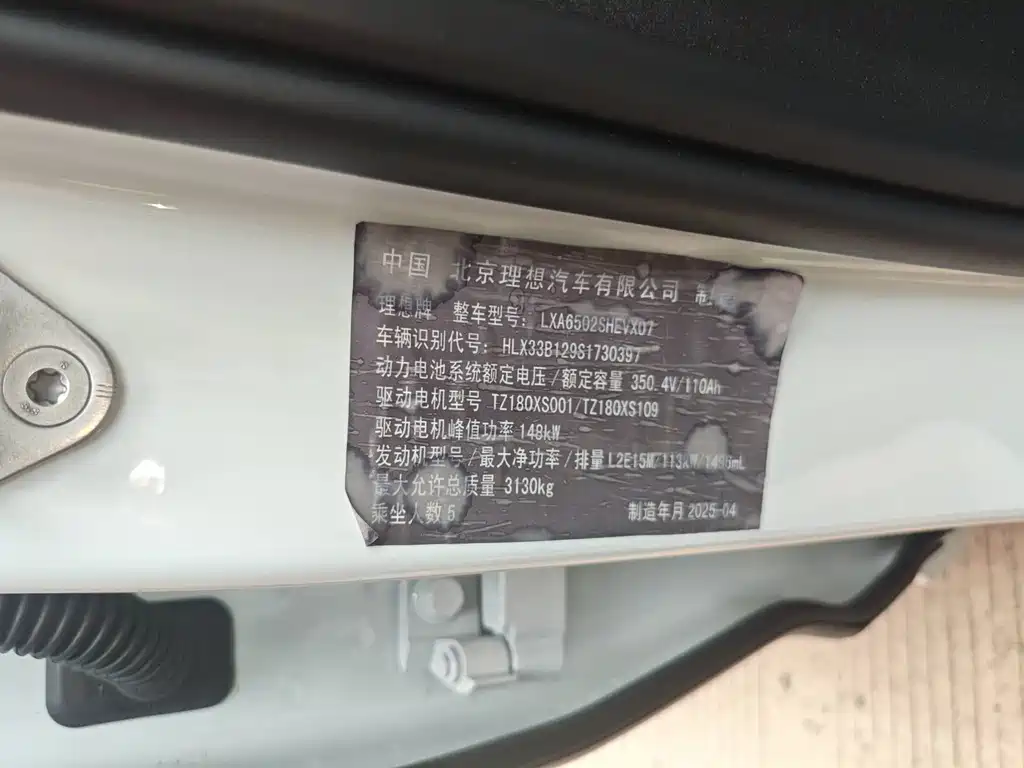 中国 北京理想汽车有限公司 制造
理想牌 整车型号: LXA6502SHEVX07
车辆识别代号: HLX33B129S1730397
动力电池系统额定电压/额定容量 350.4V/110Ah
驱动电机型号 TZ180XS001/TZ180XS109
驱动电机峰值功率 148kW
发动机型号/最大净功率/排量 L2E15M/113kW/1496mL
最大允许总质量 3130kg
乘坐人数 5
制造年月 2025-04